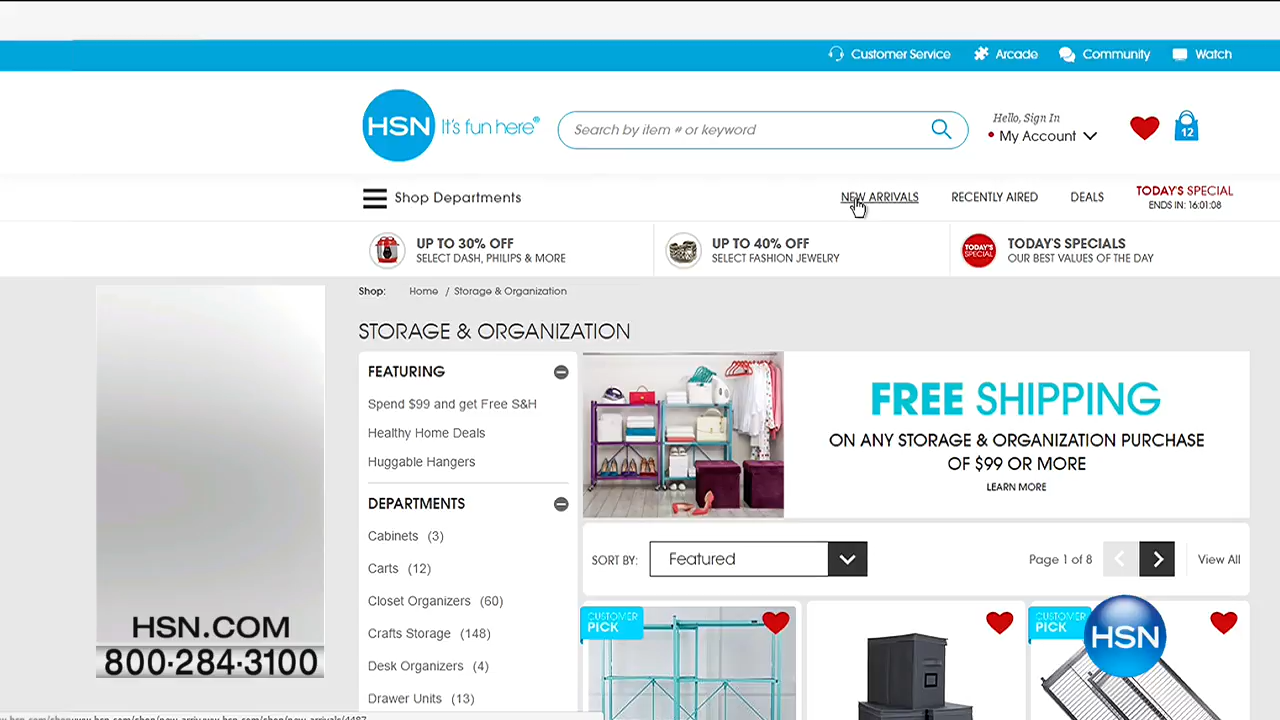 Customer Service
Arcade
Community
Watch
HSN It's fun here®
Search by item # or keyword
Hello, Sign In
My Account
12
Shop Departments
NEW ARRIVALS
RECENTLY AIRED
DEALS
TODAY'S SPECIAL
ENDS IN: 16:01:08
UP TO 30% OFF
SELECT DASH, PHILIPS & MORE
UP TO 40% OFF
SELECT FASHION JEWELRY
TODAY'S SPECIAL
TODAY'S SPECIALS
OUR BEST VALUES OF THE DAY
Shop: Home / Storage & Organization
STORAGE & ORGANIZATION
FEATURING
Spend $99 and get Free S&H
Healthy Home Deals
Huggable Hangers
DEPARTMENTS
Cabinets (3)
Carts (12)
Closet Organizers (60)
Crafts Storage (148)
Desk Organizers (4)
Drawer Units (13)
FREE SHIPPING
ON ANY STORAGE & ORGANIZATION PURCHASE
OF $99 OR MORE
LEARN MORE
SORT BY: Featured
Page 1 of 8
View All
CUSTOMER
PICK
CUSTOMER
PICK
HSN
HSN.COM
800·284·3100